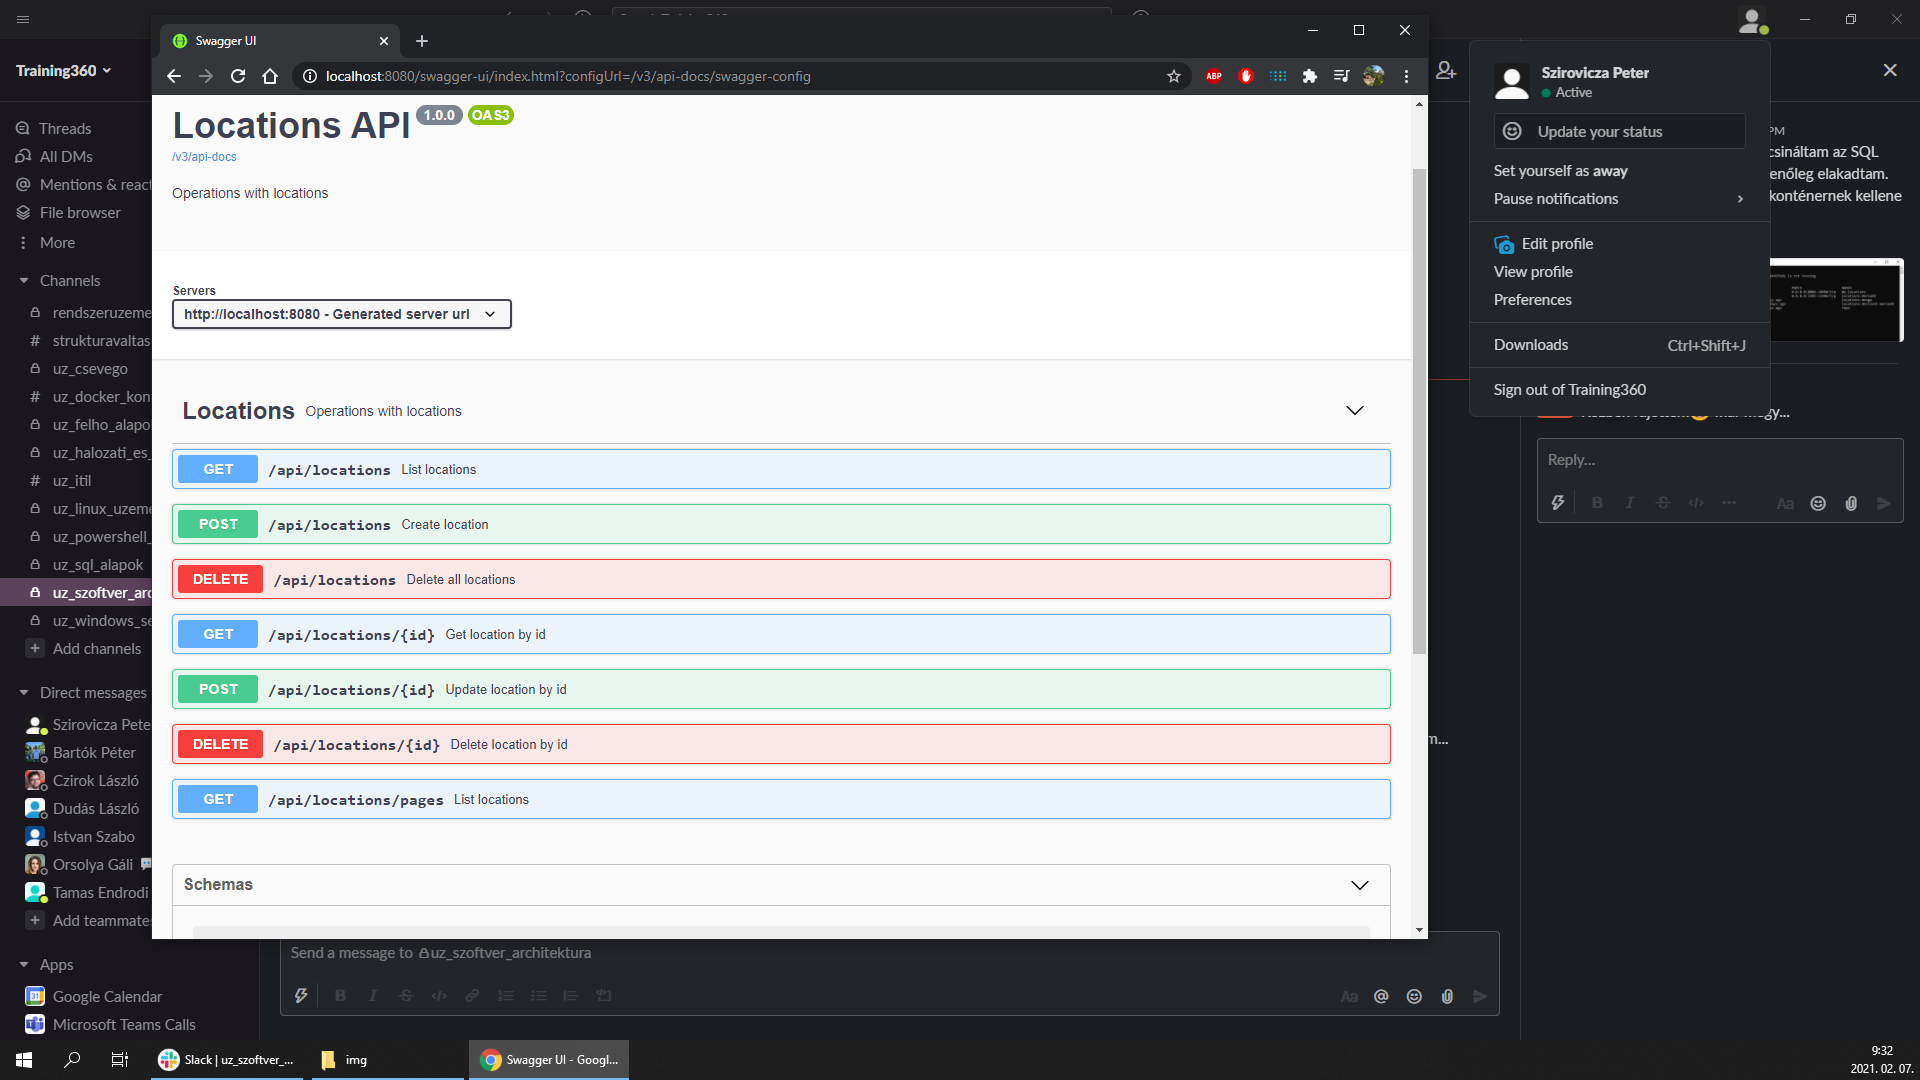 Training360
Threads
All DMs
Mentions & react
File browser
More
Channels
rendszeruzeme
strukturavaltas
uz_csevego
uz_docker_kon
uz_felho_alapo
uz_halozati_es_
uz_itil
uz_linux_uzeme
uz_powershell_
uz_sql_alapok
uz_szoftver_arc
uz_windows_se
Add channels
Direct messages
Szirovicza Pete
Bartók Péter
Czirok László
Dudás László
Istvan Szabo
Orsolya Gáli
Tamas Endrodi
Add teammates
Apps
Google Calendar
Microsoft Teams Calls
Swagger UI
localhost:8080/swagger-ui/index.html?configUrl=/v3/api-docs/swagger-config
ABP
Locations API 1.0.0 OAS3
/v3/api-docs
Operations with locations
Servers
http://localhost:8080 - Generated server url
Locations Operations with locations
GET /api/locations List locations
POST /api/locations Create location
DELETE /api/locations Delete all locations
GET /api/locations/{id} Get location by id
POST /api/locations/{id} Update location by id
DELETE /api/locations/{id} Delete location by id
GET /api/locations/pages List locations
Schemas
Send a message to uz_szoftver_architektura
Aa
Szirovicza Peter
Active
Update your status
Set yourself as away
Pause notifications
Edit profile
View profile
Preferences
Downloads Ctrl+Shift+J
Sign out of Training360
PM
csináltam az SQL
enőleg elakadtam.
konténernek kellene
m...
Reply...
Aa
Slack | uz_szoftver_...
img
Swagger UI - Googl...
9:32
2021. 02. 07.